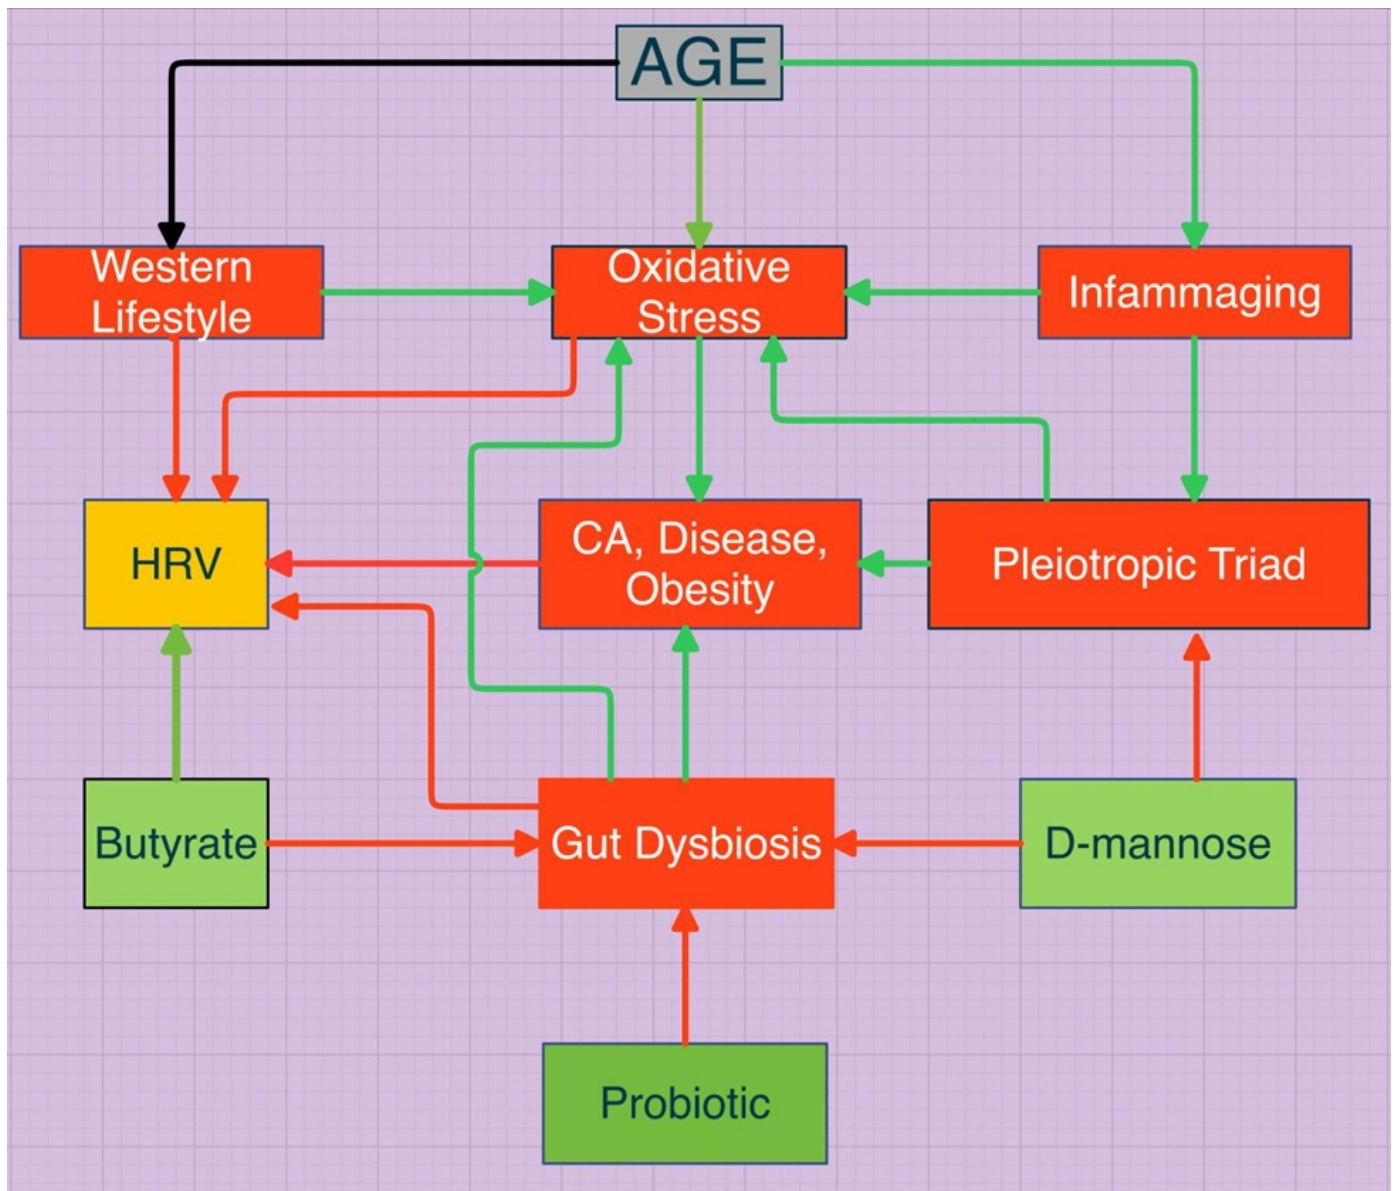 AGE
Western
Lifestyle
Oxidative
Stress
Infammaging
HRV
CA, Disease,
Obesity
Pleiotropic Triad
Butyrate
Gut Dysbiosis
D-mannose
Probiotic